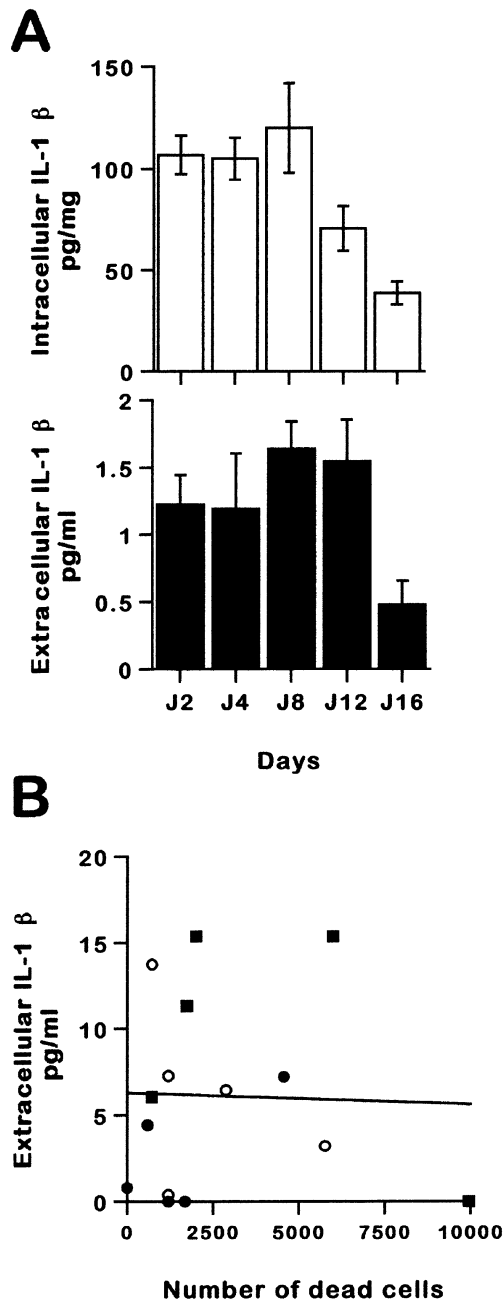 A
Intracellular IL-1 β
pg/mg
150
100
50
0
Extracellular IL-1 β
pg/ml
2
1.5
1
0.5
0
J2 J4 J8 J12 J16
Days
B
Extracellular IL-1 β
pg/ml
20
15
10
5
0
0 2500 5000 7500 10000
Number of dead cells